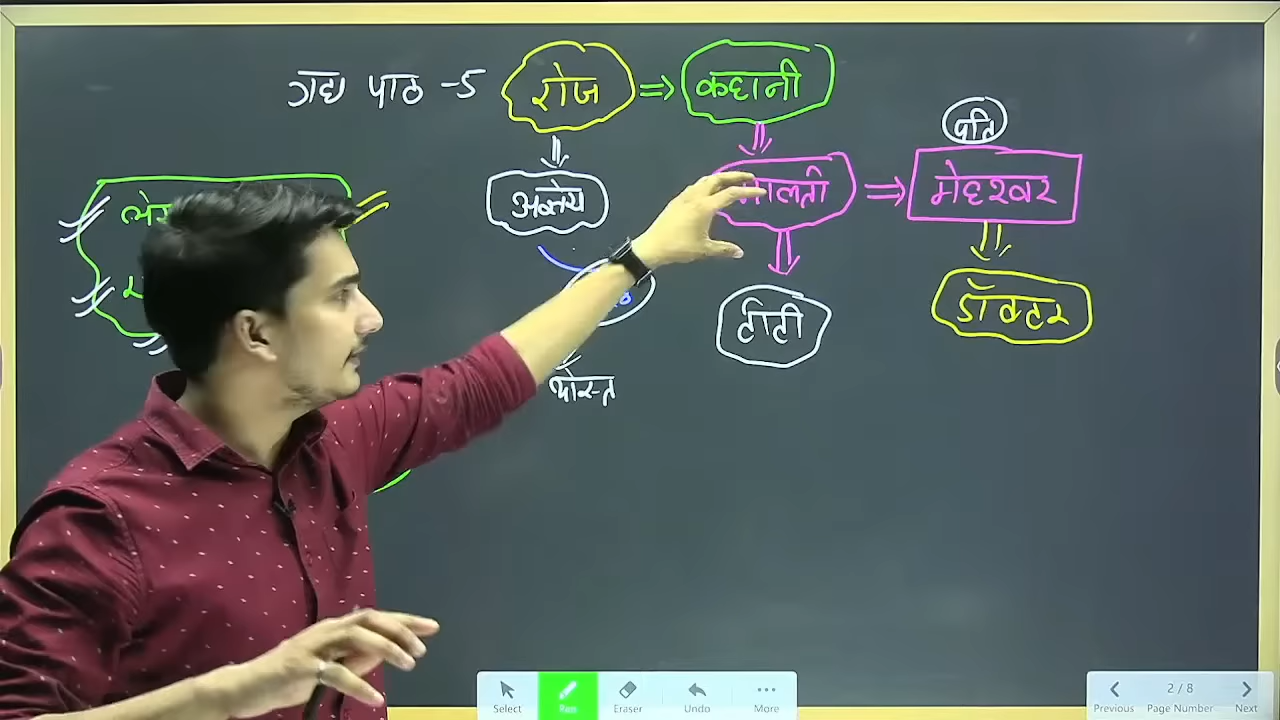 गद्य पाठ -5 रोज ⇒ कहानी
पति
अज्ञेय मालती ⇒ मेहश्वर
टीटी डॉक्टर
दोस्त
Select Pen Eraser Undo More
2 / 8
Previous Page Number Next